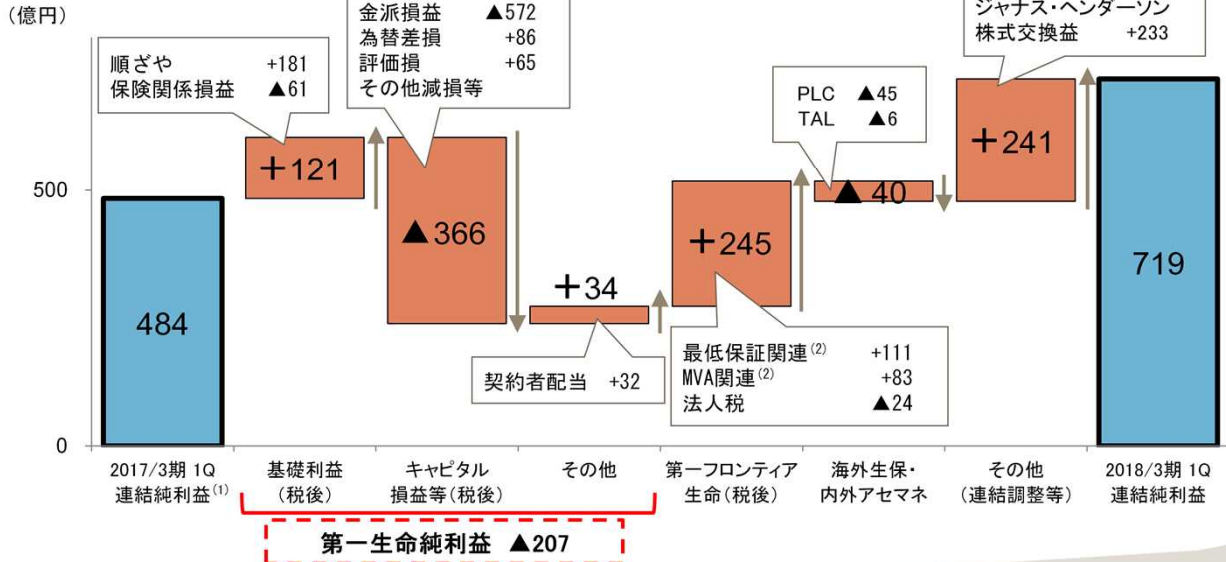 (億円)
金派損益 ▲572
為替差損 +86
評価損 +65
その他減損等
ジャナス・ヘンダーソン
株式交換益 +233
順ざや +181
保険関係損益 ▲61
PLC ▲45
TAL ▲6
+121
▲366
+34
+245
▲40
+241
500
484
719
契約者配当 +32
最低保証関連(2) +111
MVA関連(2) +83
法人税 ▲24
0
2017/3期 1Q
連結純利益(1)
基礎利益
(税後)
キャピタル
損益等(税後)
その他
第一フロンティア
生命(税後)
海外生保・
内外アセマネ
その他
(連結調整等)
2018/3期 1Q
連結純利益
第一生命純利益 ▲207